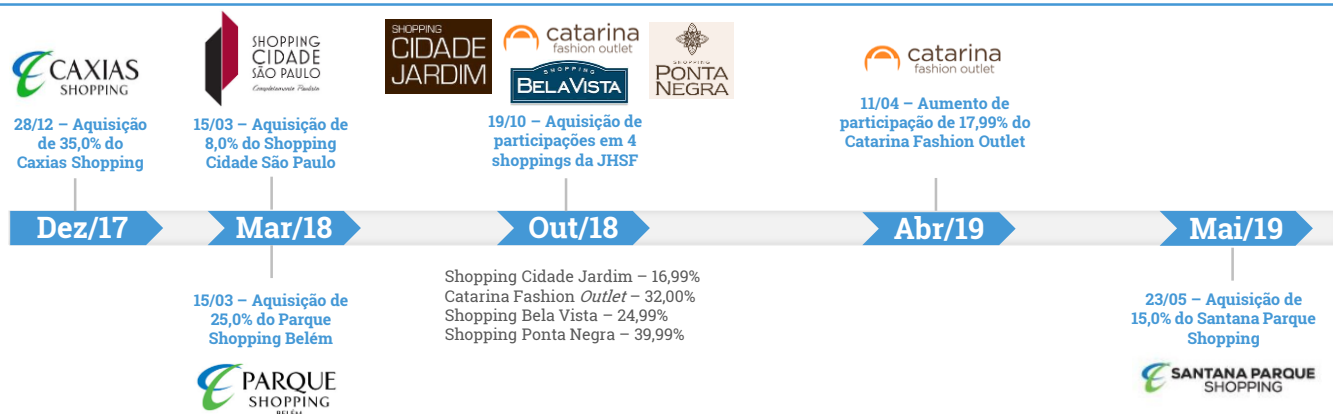 CAXIAS
SHOPPING
28/12 – Aquisição
de 35,0% do
Caxias Shopping
SHOPPING
CIDADE
SÃO PAULO
Completamente Paulista
15/03 – Aquisição de
8,0% do Shopping
Cidade São Paulo
SHOPPING
CIDADE
JARDIM
catarina
fashion outlet
SHOPPING
BELAVISTA
SHOPPING
PONTA
NEGRA
19/10 – Aquisição de
participações em 4
shoppings da JHSF
catarina
fashion outlet
11/04 – Aumento de
participação de 17,99% do
Catarina Fashion Outlet
Dez/17
Mar/18
Out/18
Abr/19
Mai/19
15/03 – Aquisição de
25,0% do Parque
Shopping Belém
PARQUE
SHOPPING
BELÉM
Shopping Cidade Jardim – 16,99%
Catarina Fashion Outlet – 32,00%
Shopping Bela Vista – 24,99%
Shopping Ponta Negra – 39,99%
23/05 – Aquisição de
15,0% do Santana Parque
Shopping
SANTANA PARQUE
SHOPPING